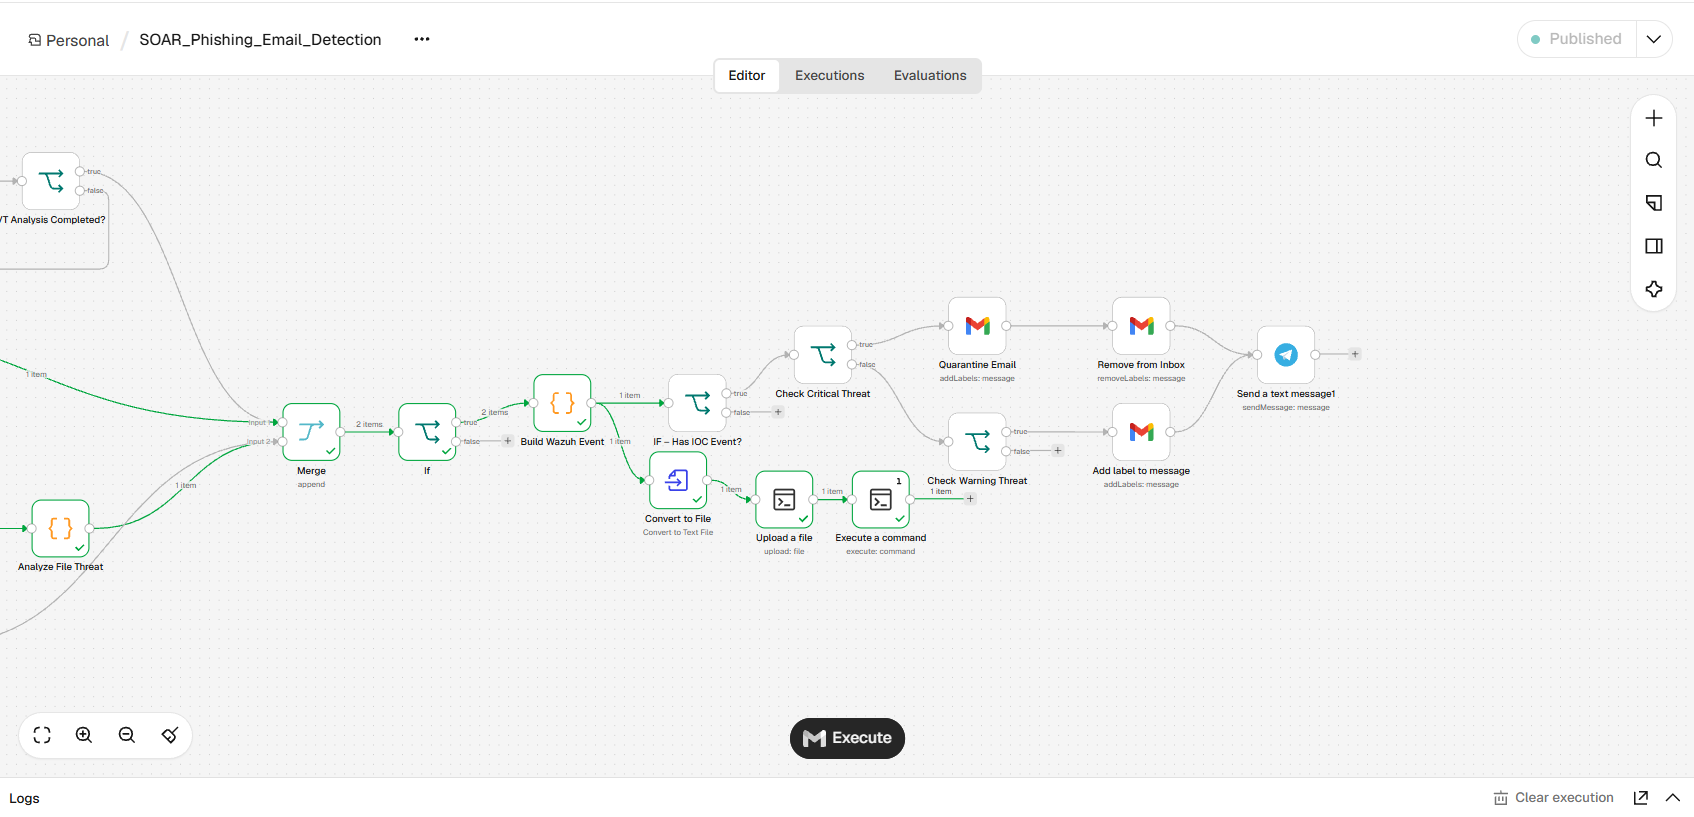 Personal / SOAR_Phishing_Email_Detection
Published
Editor Executions Evaluations
true
false
/T Analysis Completed?
1 item
input 1
input 2
Merge
append
2 items
true
false
If
2 items
Build Wazuh Event
1 item
1 item
IF – Has IOC Event?
true
false
Check Critical Threat
true
false
Quarantine Email
addLabels: message
Remove from Inbox
removeLabels: message
Send a text message1
sendMessage: message
Check Warning Threat
true
false
Add label to message
addLabels: message
Convert to File
Convert to Text File
1 item
Upload a file
upload: file
1 item
1
Execute a command
execute: command
1 item
1 item
Analyze File Threat
Execute
Logs
Clear execution